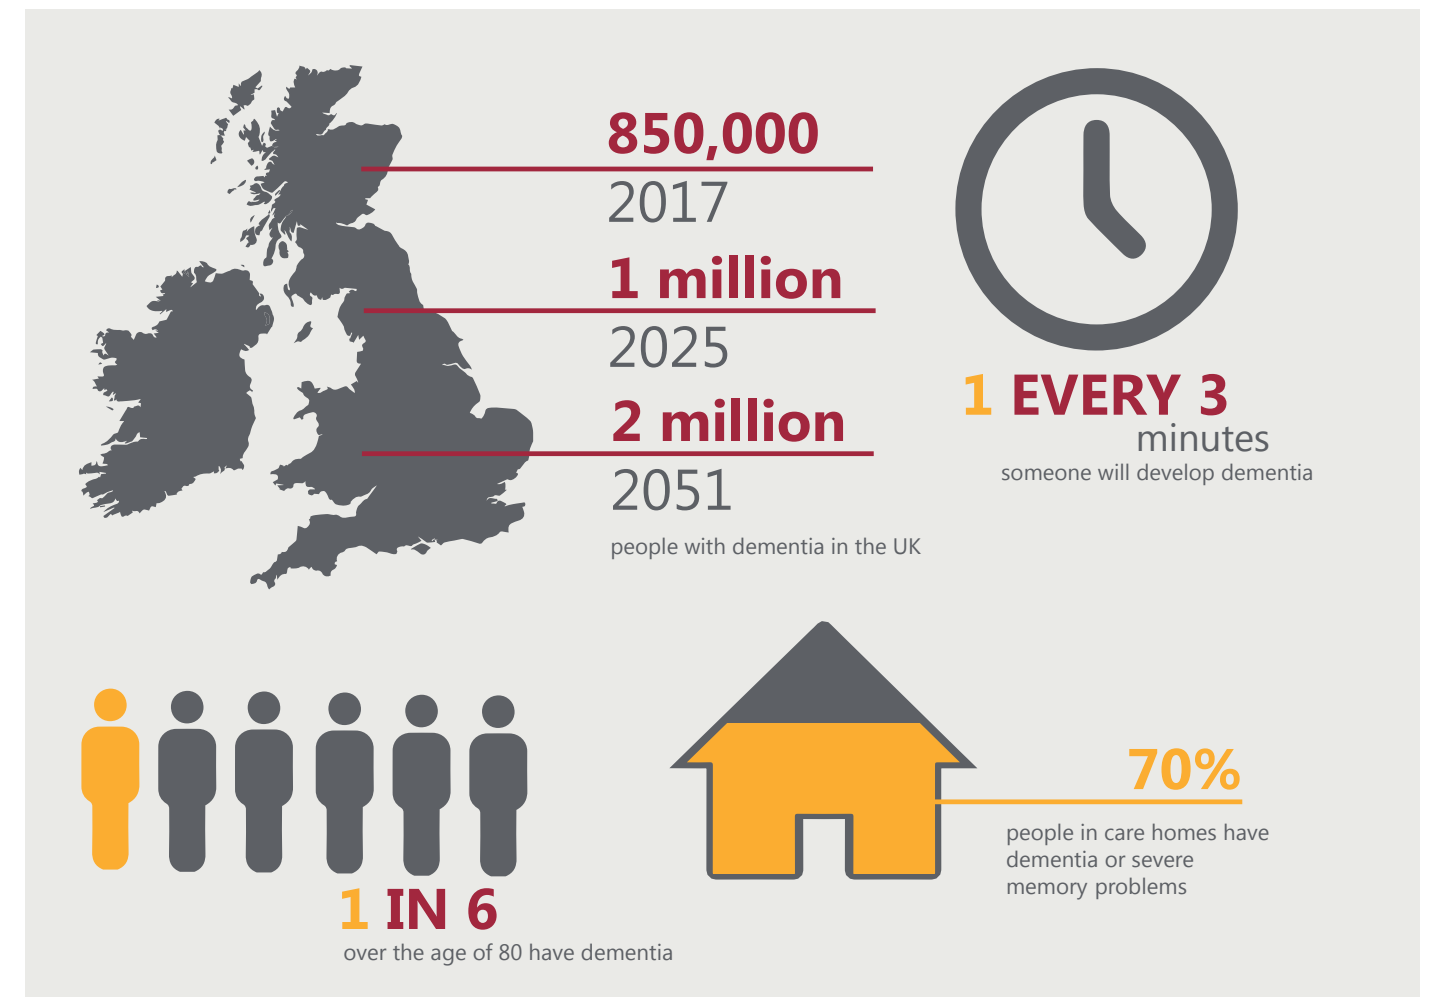 850,000
2017
1 million
2025
2 million
2051
people with dementia in the UK
1 EVERY 3
minutes
someone will develop dementia
1 IN 6
over the age of 80 have dementia
70%
people in care homes have
dementia or severe
memory problems